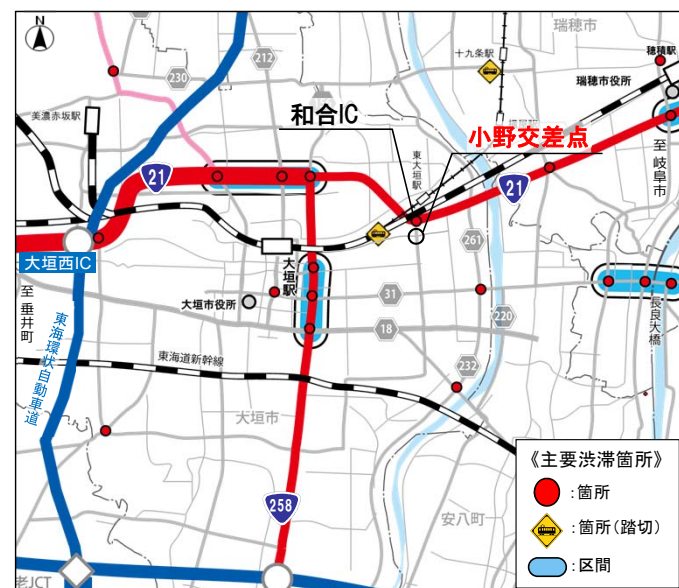 N
瑞穂市
十九条駅
穂積駅
230
212
瑞穂市役所
美濃赤坂駅
和合IC
小野交差点
東大垣駅
至 岐阜市
21
21
大垣西IC
大垣駅
261
至 垂井町
大垣市役所
31
220
長良大橋
18
東海環状自動車道
東海道新幹線
232
大垣市
258
安八町
老JCT
《主要渋滞箇所》
:箇所
:箇所(踏切)
:区間